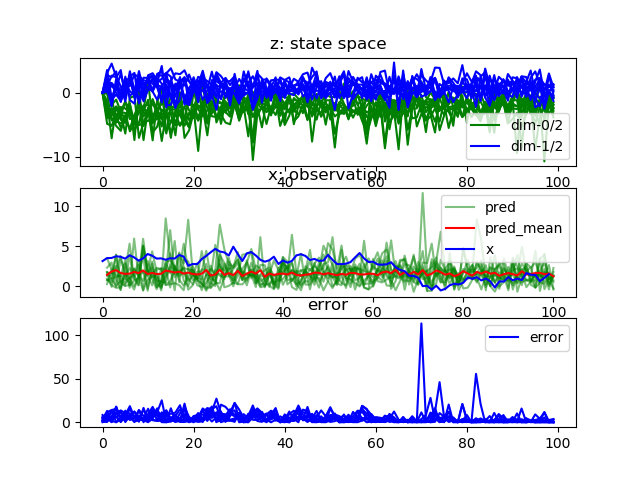 z: state space
0
−10
dim-0/2
dim-1/2
0 20 40 60 80 100
x: observation
10
5
0
pred
pred_mean
x
0 20 40 60 80 100
error
100
50
0
error
0 20 40 60 80 100